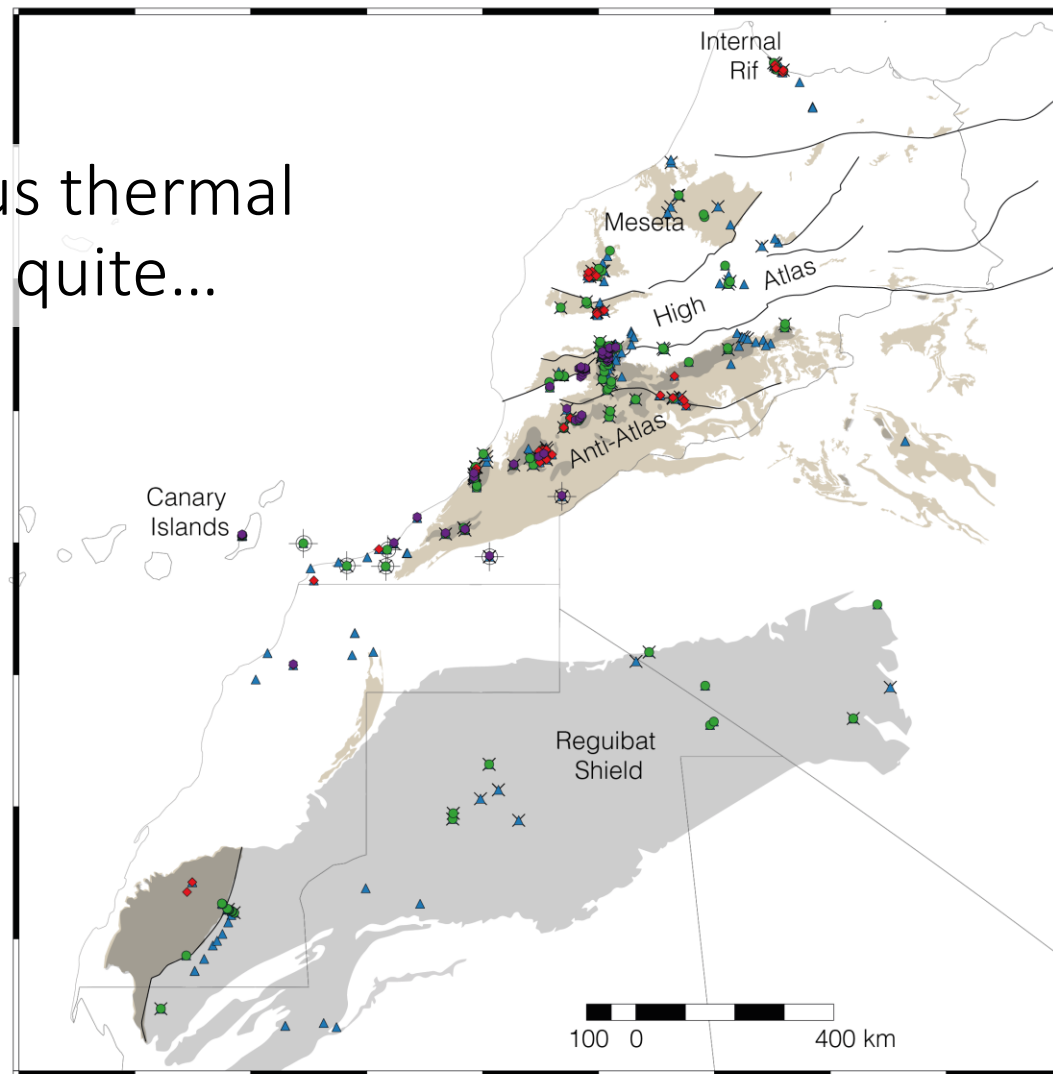 Internal
Rif
us thermal
quite...
Meseta
Atlas
High
Anti-Atlas
Canary
Islands
Reguibat
Shield
100 0 400 km